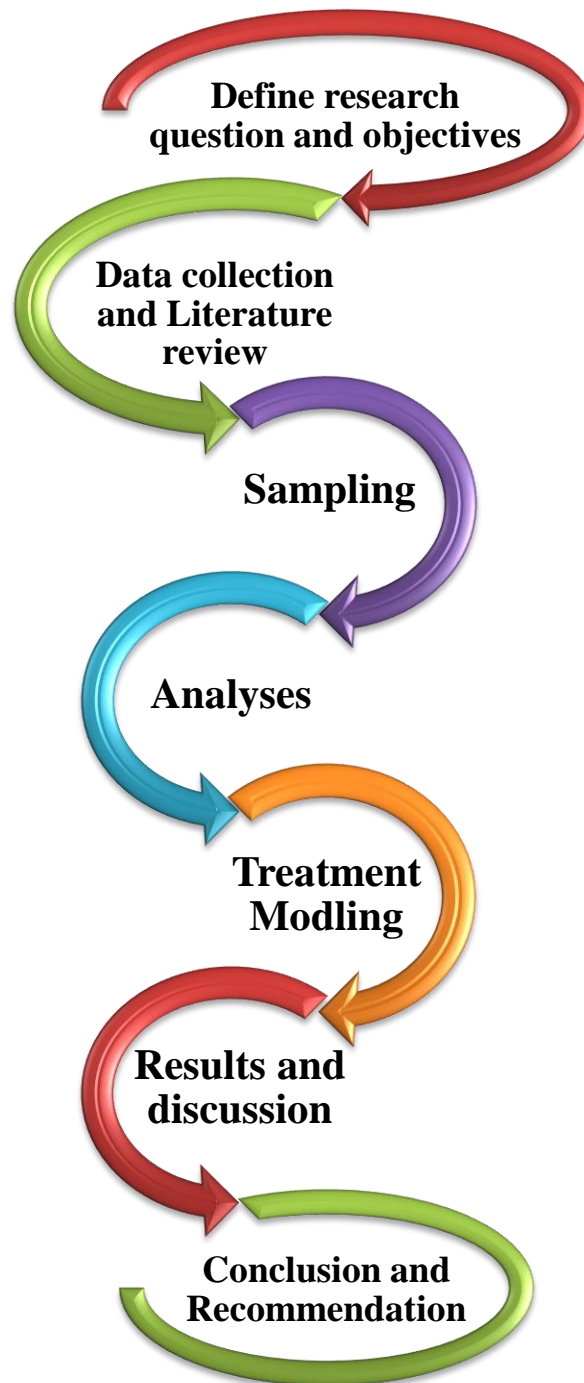 Define research
question and objectives
Data collection
and Literature
review
Sampling
Analyses
Treatment
Modling
Results and
discussion
Conclusion and
Recommendation